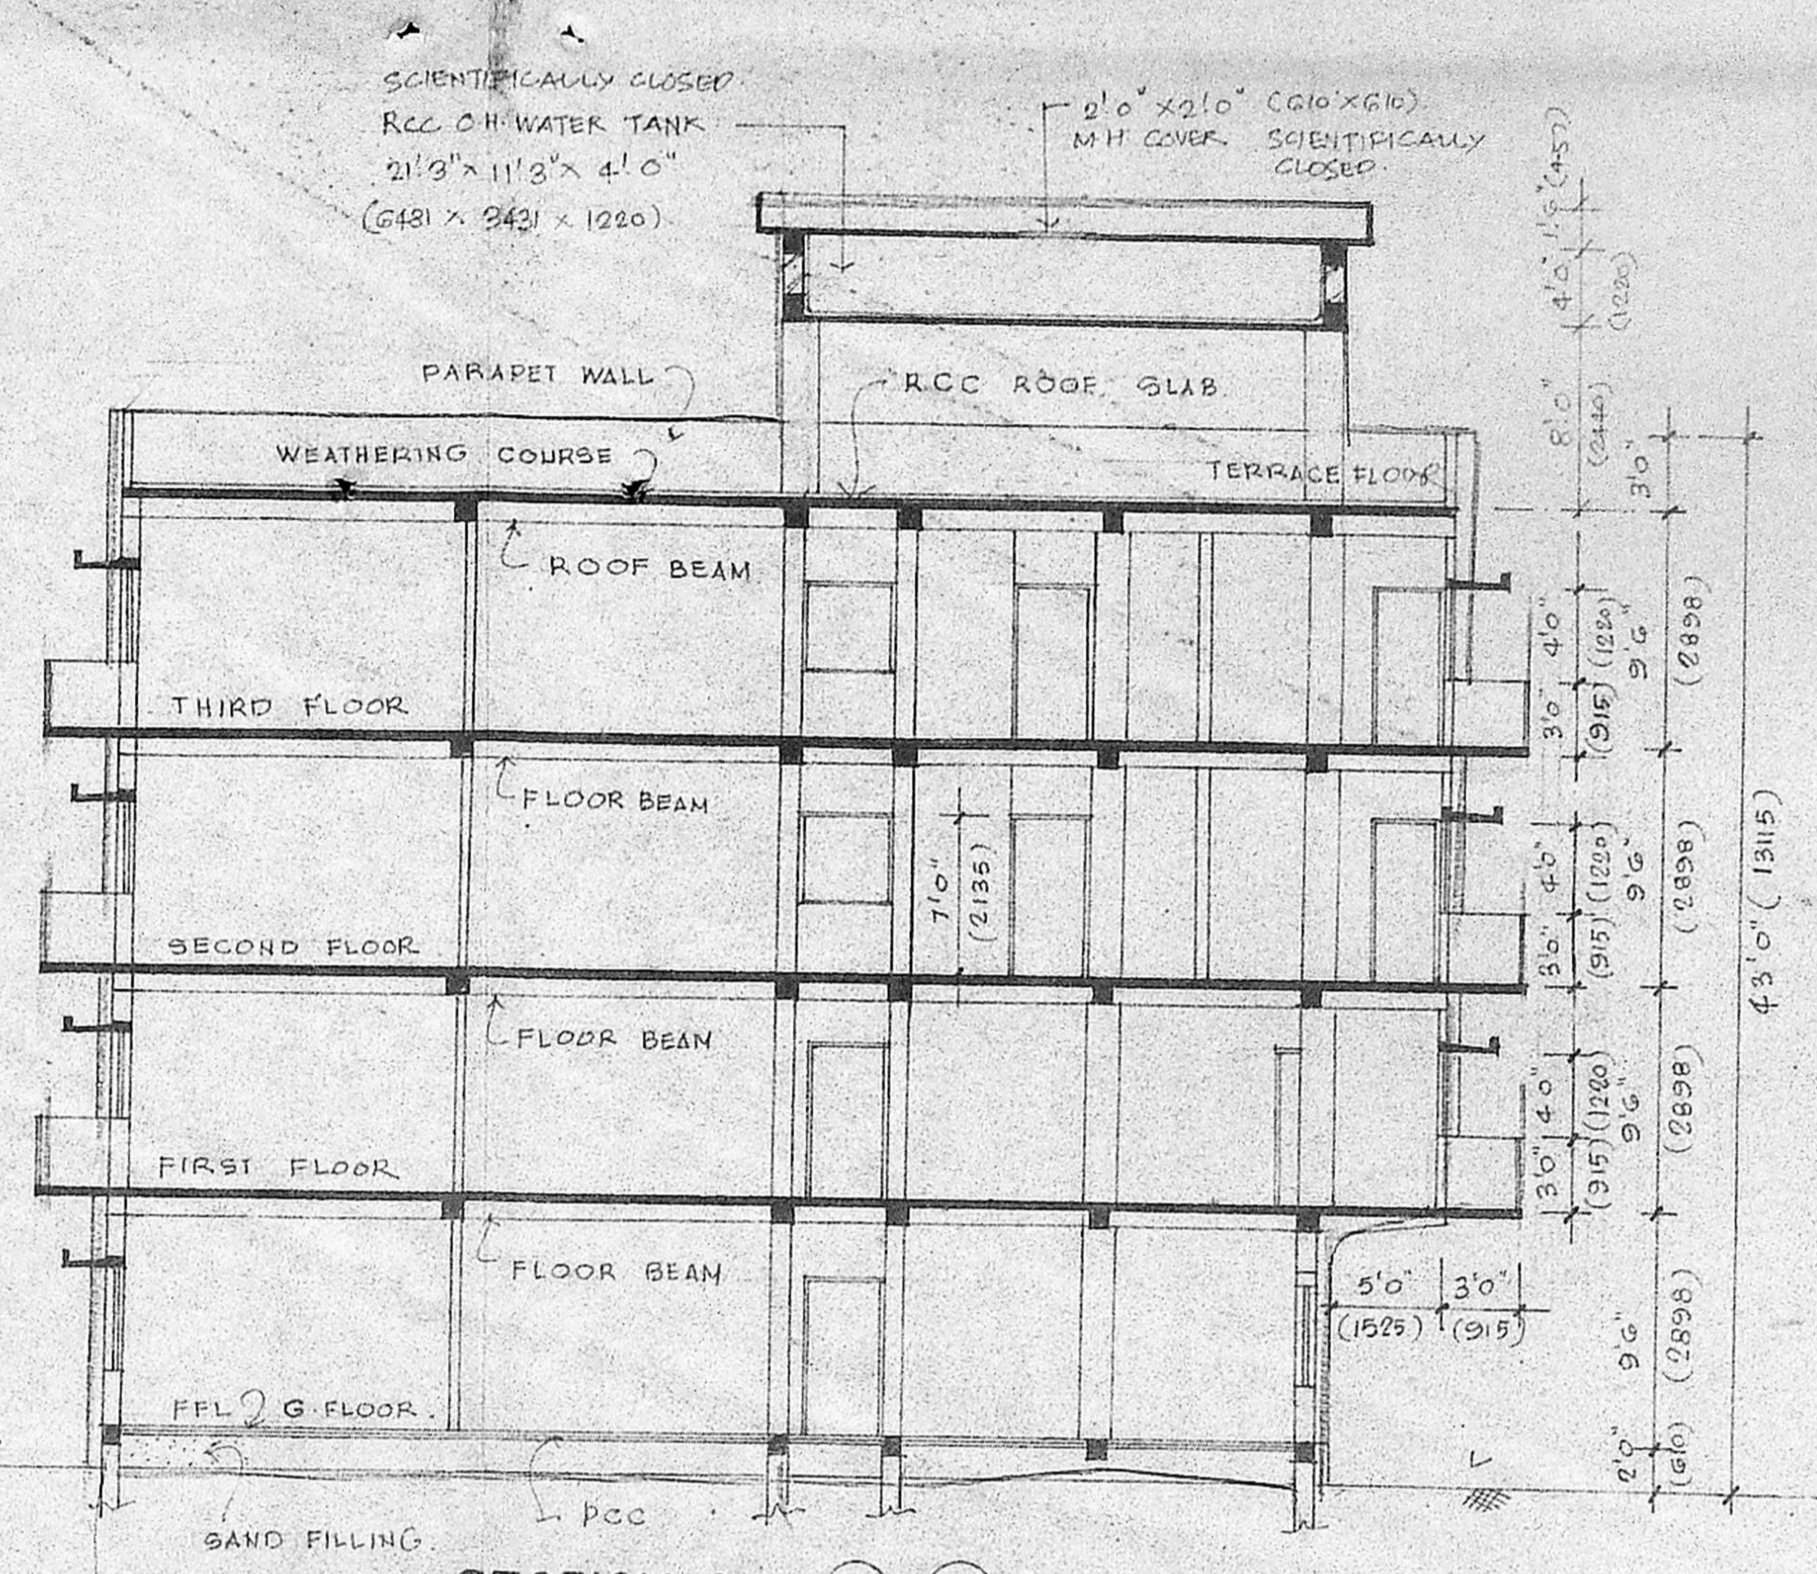 SCIENTIFICALLY CLOSED
RCC O.H. WATER TANK
21'3" x 11'3" x 4'0"
(6481 x 3431 x 1220)
2'0" X 2'0" (610 X 610)
M H COVER SCIENTIFICALLY
CLOSED.
1'6" (457)
4'0"
(1220)
8'0"
(2440)
3'0"
PARAPET WALL
RCC ROOF SLAB
WEATHERING COURSE
TERRACE FLOOR
ROOF BEAM
THIRD FLOOR
4'0" (1220)
3'0" (915)
9'6"
(2898)
FLOOR BEAM
7'0"
(2135)
SECOND FLOOR
4'0" (1220)
3'0" (915)
9'6"
(2898)
43'0" (13115)
FLOOR BEAM
FIRST FLOOR
4'0" (1220)
3'0" (915)
9'6"
(2898)
FLOOR BEAM
5'0" 3'0"
(1525) (915)
9'6"
(2898)
FFL G.FLOOR.
2'0"
(610)
PCC
SAND FILLING.